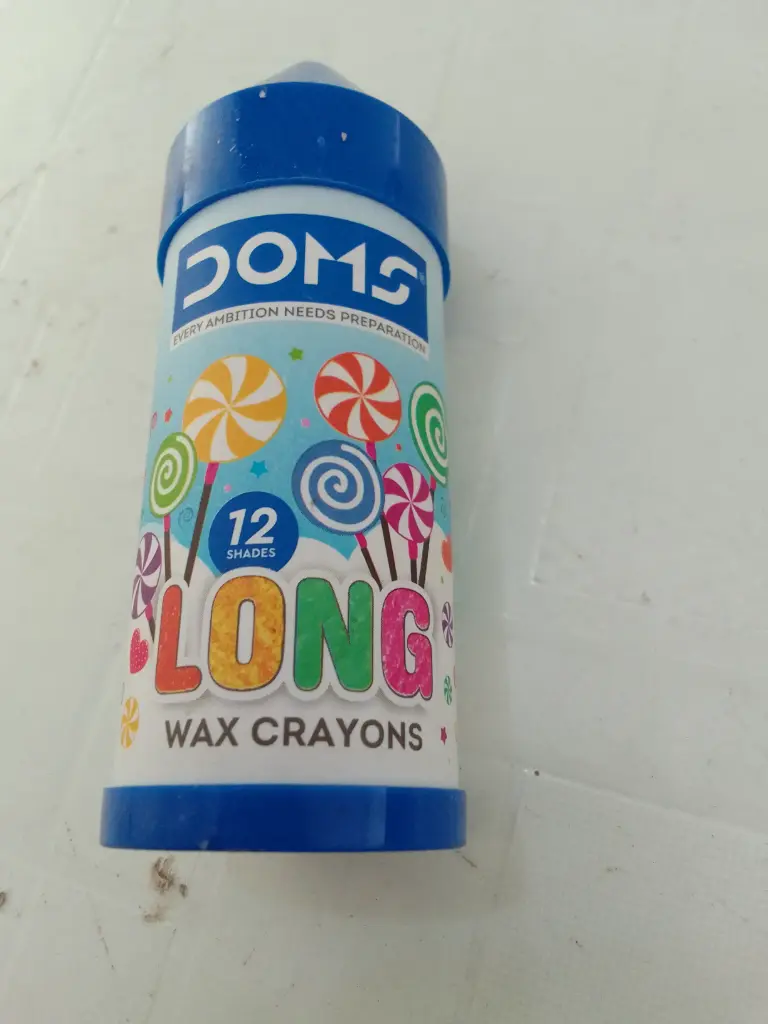 DOMS
EVERY AMBITION NEEDS PREPARATION
12
SHADES
LONG
WAX CRAYONS